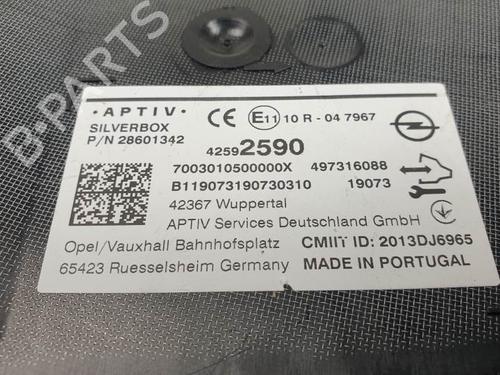 B-PARTS
• A P T I V •
SILVERBOX
P/N 28601342
CE E11 10 R - 04 7967
42592590
7003010500000X 497316088
B119073190730310 19073
42367 Wuppertal
APTIV Services Deutschland GmbH
Opel/Vauxhall Bahnhofsplatz CMIIT ID: 2013DJ6965
65423 Ruesselsheim Germany MADE IN PORTUGAL